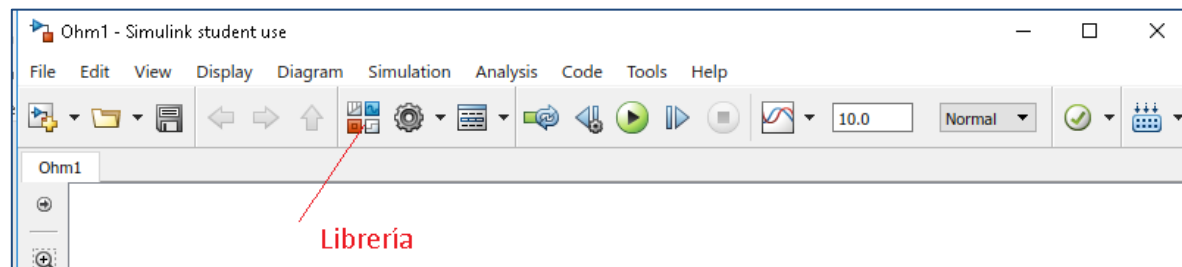 Ohm1 - Simulink student use
File Edit View Display Diagram Simulation Analysis Code Tools Help
10.0 Normal
Ohm1
Librería